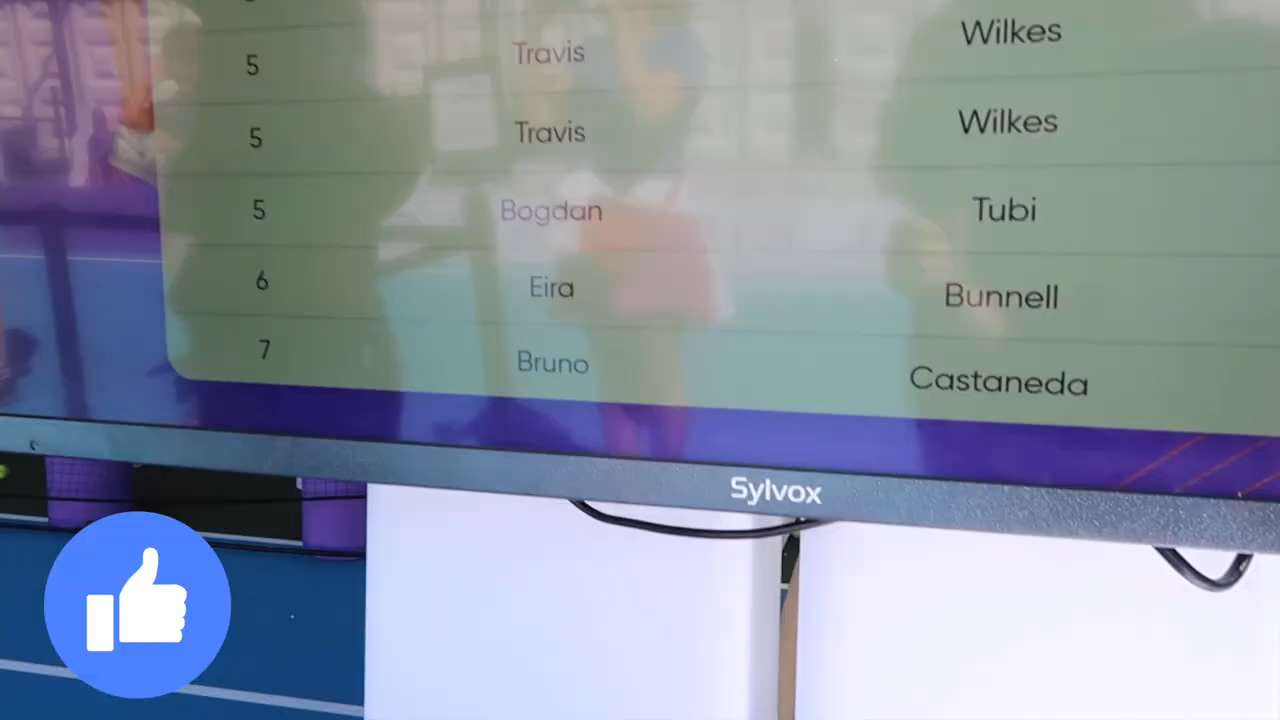 5 Travis Wilkes
5 Travis Wilkes
5 Bogdan Tubi
6 Eira Bunnell
7 Bruno Castaneda
Sylvox